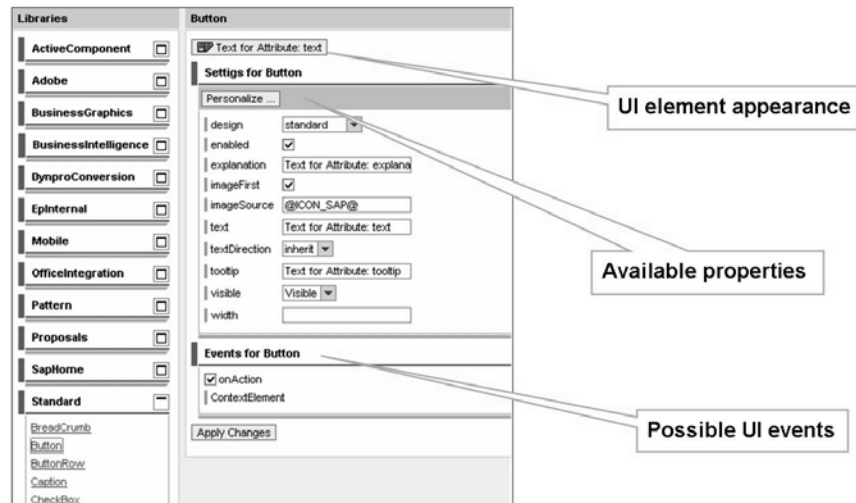 Libraries
ActiveComponent
Adobe
BusinessGraphics
BusinessIntelligence
DynproConversion
EpInternal
Mobile
OfficeIntegration
Pattern
Proposals
SapHome
Standard
BreadCrumb
Button
ButtonRow
Caption
CheckBox
Button
Text for Attribute: text
Settigs for Button
Personalize ...
design standard
enabled
explanation Text for Attribute: explana
imageFirst
imageSource @ICON_SAP@
text Text for Attribute: text
textDirection inherit
tooltip Text for Attribute: tooltip
visible Visible
width
Events for Button
onAction
ContextElement
Apply Changes
UI element appearance
Available properties
Possible UI events